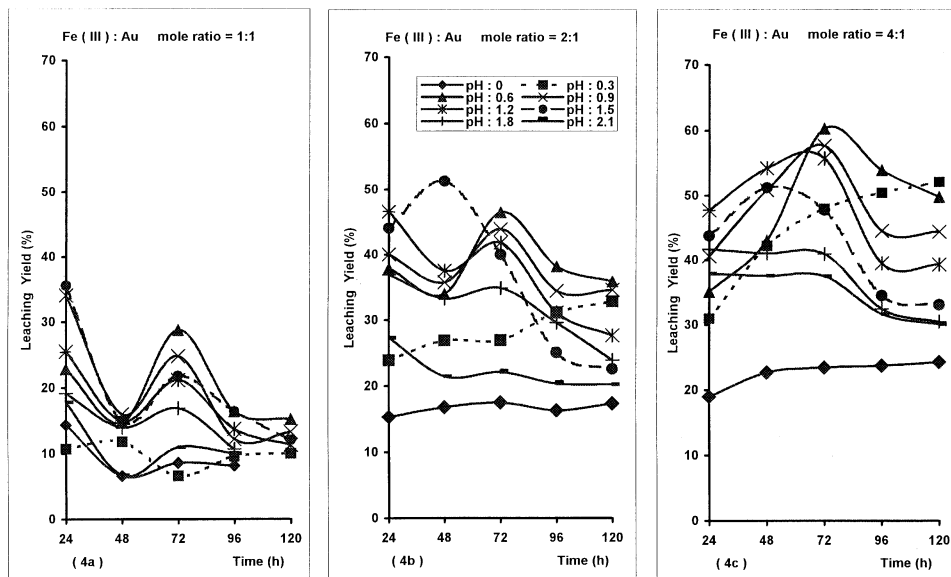 Fe ( III ) : Au mole ratio = 1:1
70
60
50
40
30
20
10
0
Leaching Yield (%)
24 48 72 96 120
( 4a ) Time (h)
Fe ( III ) : Au mole ratio = 2:1
pH : 0 pH : 0.3
pH : 0.6 pH : 0.9
pH : 1.2 pH : 1.5
pH : 1.8 pH : 2.1
70
60
50
40
30
20
10
0
Leaching Yield (%)
24 48 72 96 120
( 4b ) Time (h)
Fe ( III ) : Au mole ratio = 4:1
70
60
50
40
30
20
10
0
Leaching Yield (%)
24 48 72 96 120
( 4c ) Time (h)